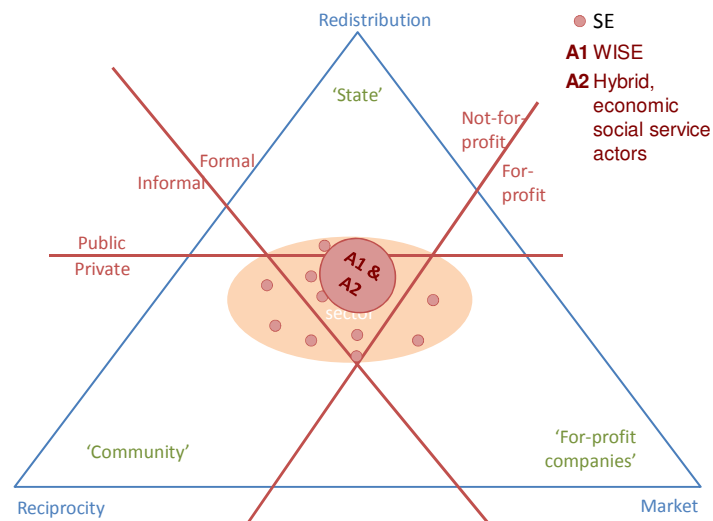 Redistribution
SE
A1 WISE
A2 Hybrid,
economic
social service
actors
‘State’
Not-for-
profit
For-
profit
Formal
Informal
Public
Private
A1 &
A2
sector
‘Community’
‘For-profit
companies’
Reciprocity
Market